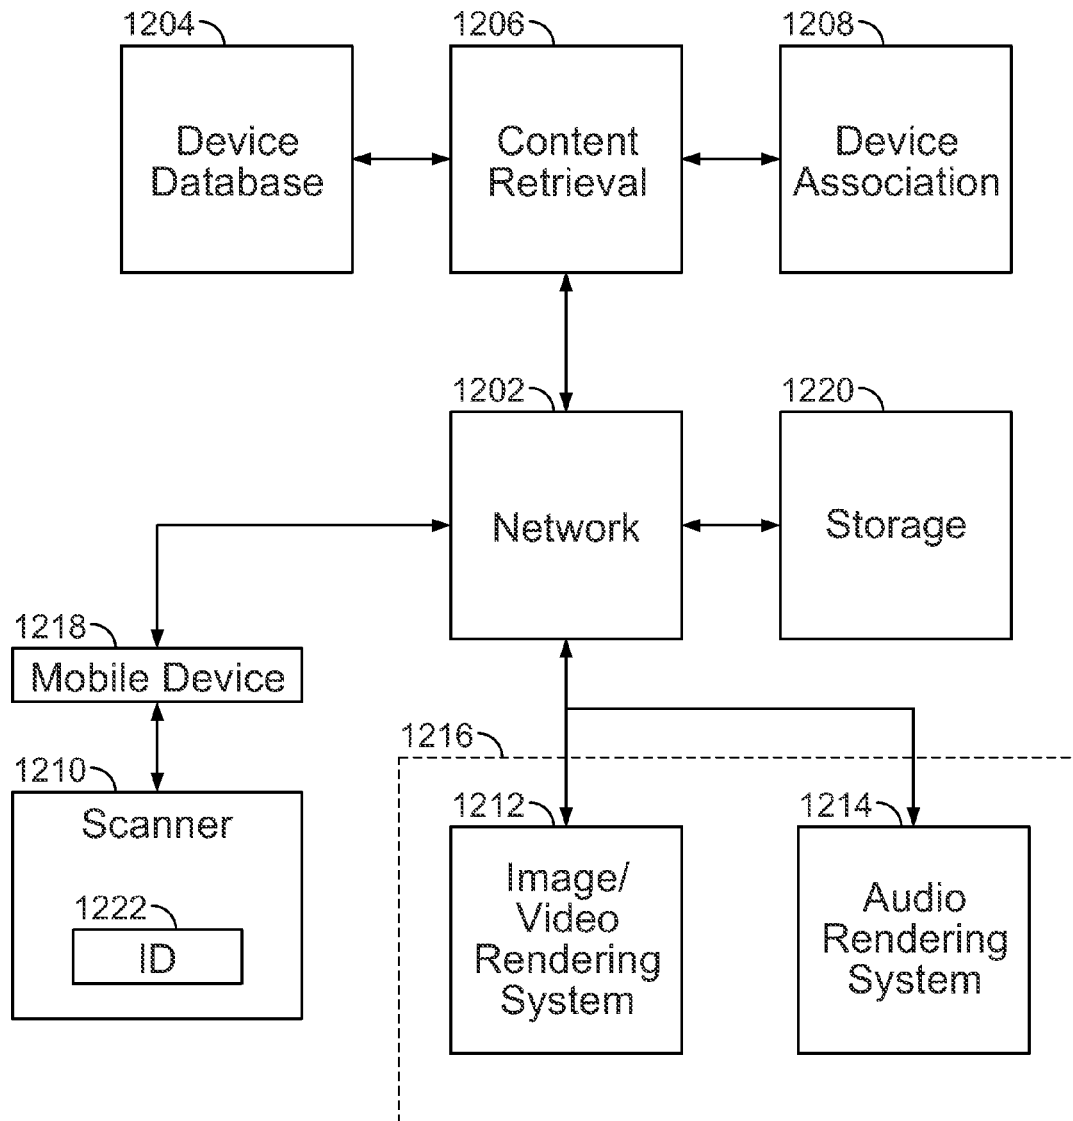 1204
Device
Database
1206
Content
Retrieval
1208
Device
Association
1202
Network
1220
Storage
1218
Mobile Device
1210
Scanner
1222
ID
1216
1212
Image/
Video
Rendering
System
1214
Audio
Rendering
System